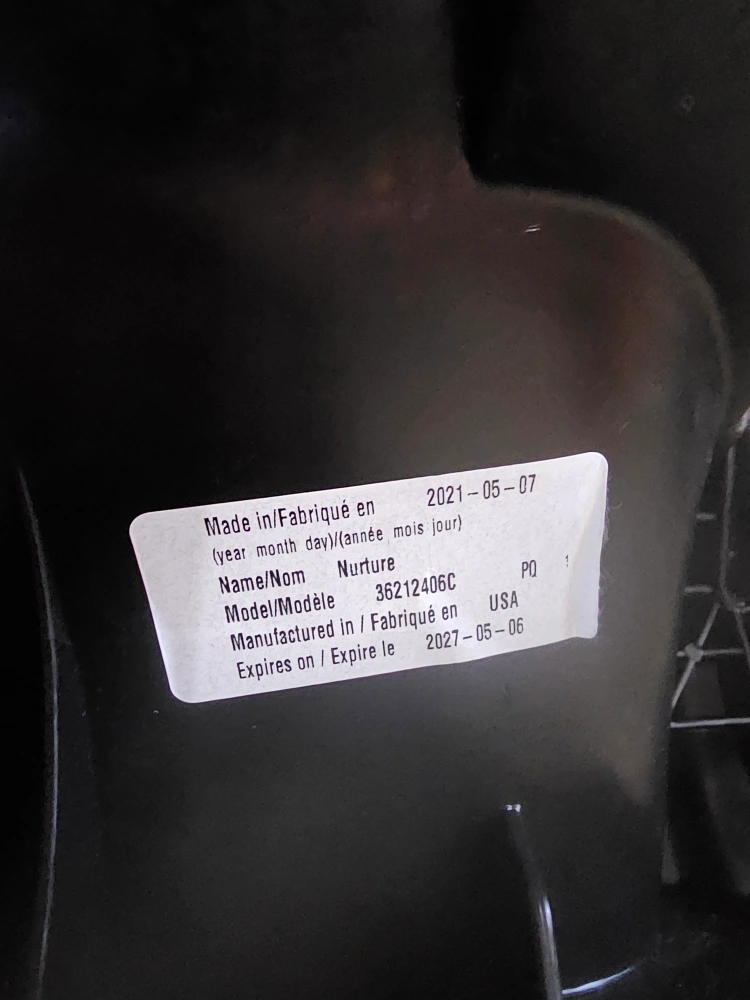 Made in/Fabriqué en 2021-05-07
(year month day)/(année mois jour)
Name/Nom Nurture
Model/Modèle 36212406C PQ 1
Manufactured in / Fabriqué en USA
Expires on / Expire le 2027-05-06